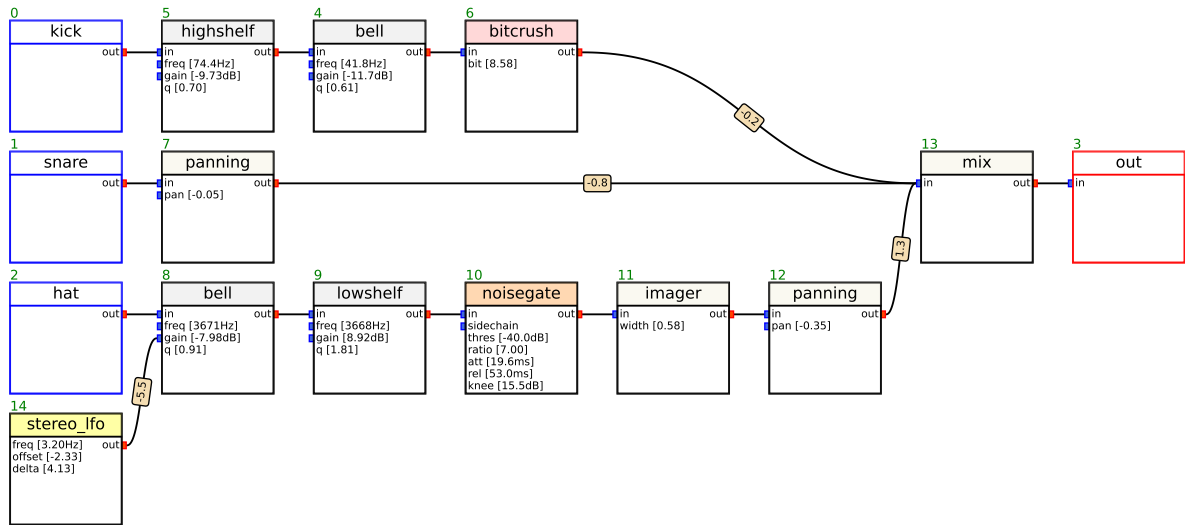 0
kick
out
5
highshelf
in out
freq [74.4Hz]
gain [-9.73dB]
q [0.70]
4
bell
in out
freq [41.8Hz]
gain [-11.7dB]
q [0.61]
6
bitcrush
in out
bit [8.58]
-0.2
1
snare
out
7
panning
in out
pan [-0.05]
-0.8
13
mix
in out
3
out
in
2
hat
out
8
bell
in out
freq [3671Hz]
gain [-7.98dB]
q [0.91]
9
lowshelf
in out
freq [3668Hz]
gain [8.92dB]
q [1.81]
10
noisegate
in out
sidechain
thres [-40.0dB]
ratio [7.00]
att [19.6ms]
rel [53.0ms]
knee [15.5dB]
11
imager
in out
width [0.58]
12
panning
in out
pan [-0.35]
1.3
14
stereo_lfo
freq [3.20Hz] out
offset [-2.33]
delta [4.13]
-5.5